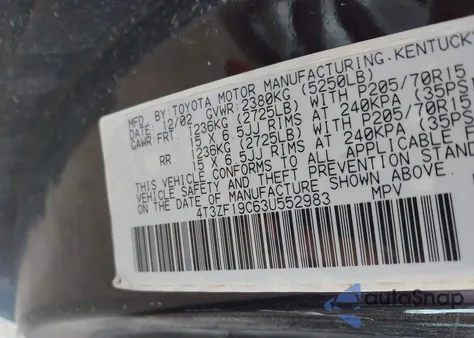 MFD. BY: TOYOTA MOTOR MANUFACTURING, KENTUCKY
DATE: 12/02 GVWR: 2380KG (5250LB)
GAWR: FRT. 1236KG (2725LB) WITH P205/70R15
15 X 6.5JJ RIMS AT 240KPA (35PS
RR 1236KG (2725LB) WITH P205/70R15
15 X 6.5JJ RIMS AT 240KPA (35PS
THIS VEHICLE CONFORMS TO ALL APPLICABLE
VEHICLE SAFETY AND THEFT PREVENTION STAND
ON THE DATE OF MANUFACTURE SHOWN ABOVE.
4T3ZF19C63U552983 MPV
autoSnap